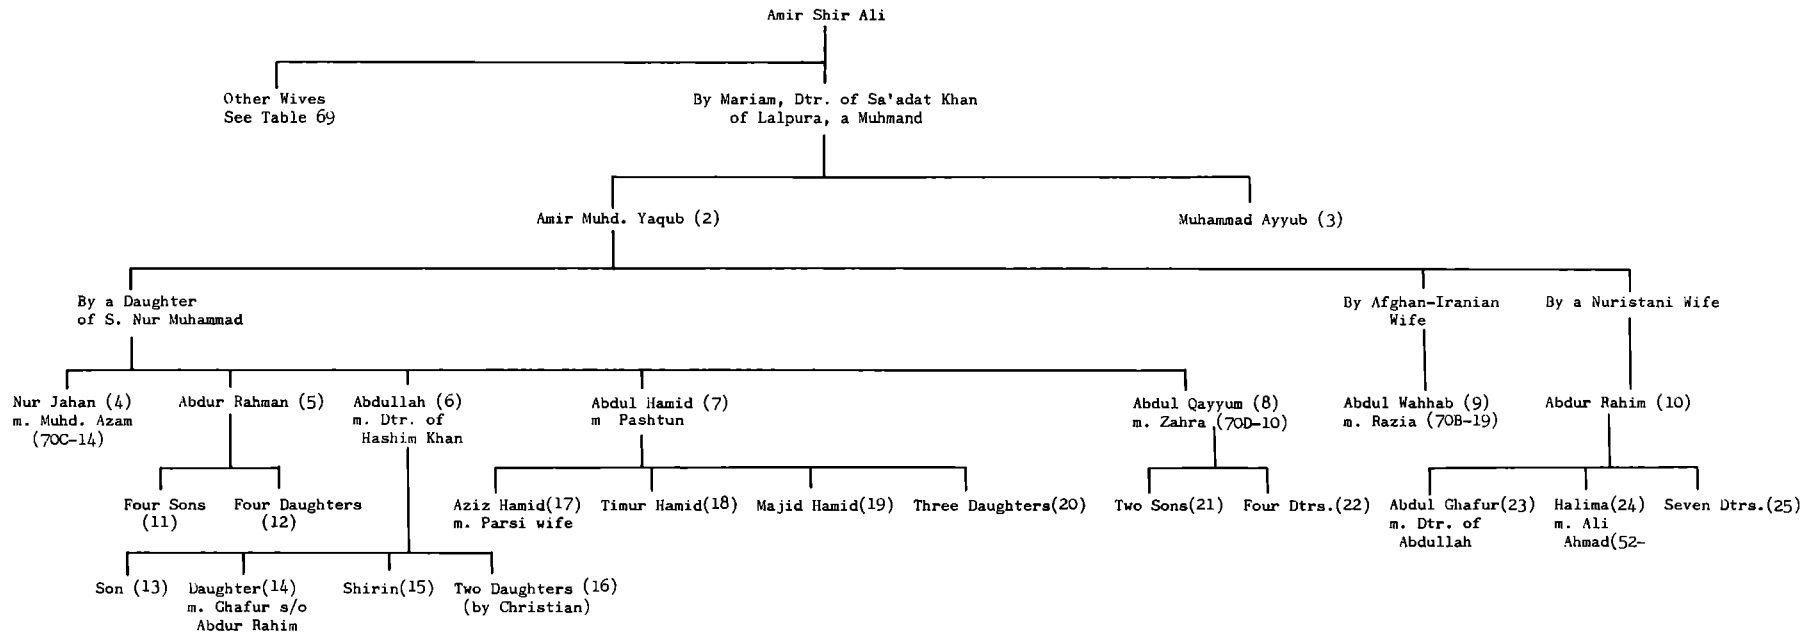 Amir Shir Ali
Other Wives
See Table 69
By Mariam, Dtr. of Sa'adat Khan
of Lalpura, a Muhmand
Amir Muhd. Yaqub (2)
Muhammad Ayyub (3)
By a Daughter
of S. Nur Muhammad
By Afghan-Iranian
Wife
By a Nuristani Wife
Nur Jahan (4)
m. Muhd. Azam
(70C-14)
Abdur Rahman (5)
Abdullah (6)
m. Dtr. of
Hashim Khan
Abdul Hamid (7)
m Pashtun
Abdul Qayyum (8)
m. Zahra (70D-10)
Abdul Wahhab (9)
m. Razia (70B-19)
Abdur Rahim (10)
Four Sons
(11)
Four Daughters
(12)
Aziz Hamid(17)
m. Parsi wife
Timur Hamid(18)
Majid Hamid(19)
Three Daughters(20)
Two Sons(21)
Four Dtrs.(22)
Abdul Ghafur(23)
m. Dtr. of
Abdullah
Halima(24)
m. Ali
Ahmad(52-
Seven Dtrs.(25)
Son (13)
Daughter(14)
m. Ghafur s/o
Abdur Rahim
Shirin(15)
Two Daughters (16)
(by Christian)